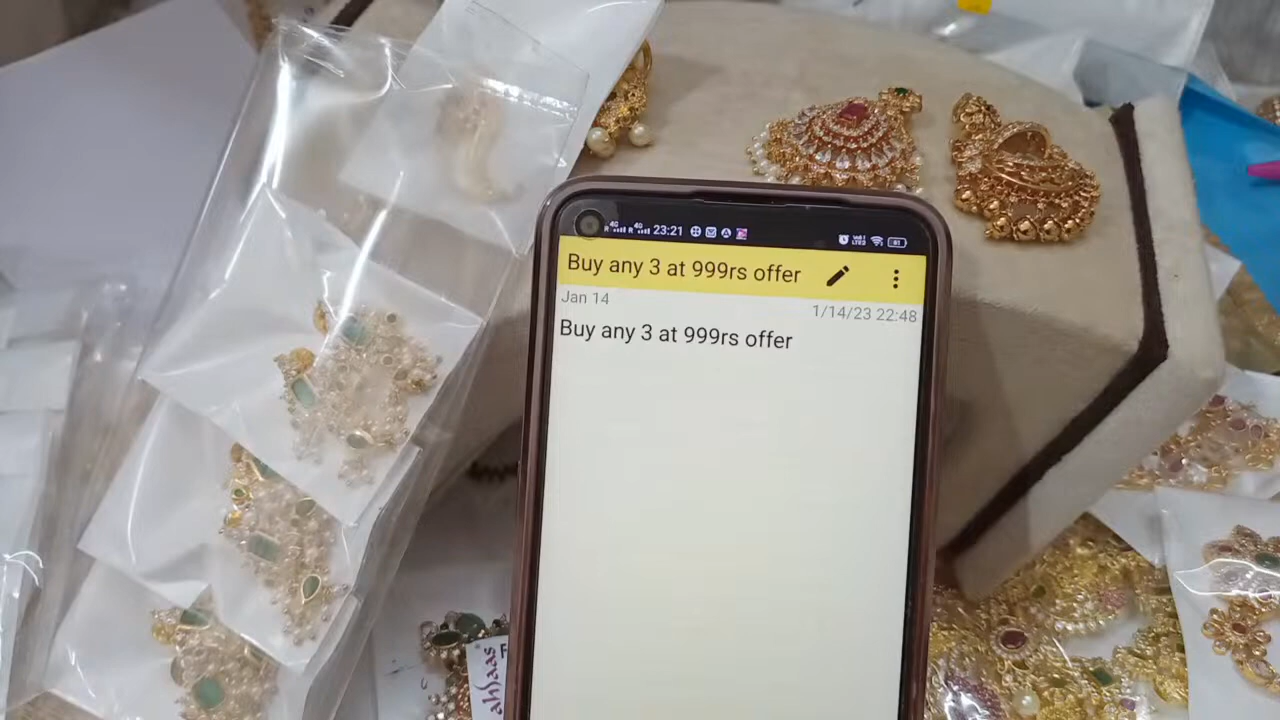 23:21
Buy any 3 at 999rs offer
Jan 14
1/14/23 22:48
Buy any 3 at 999rs offer